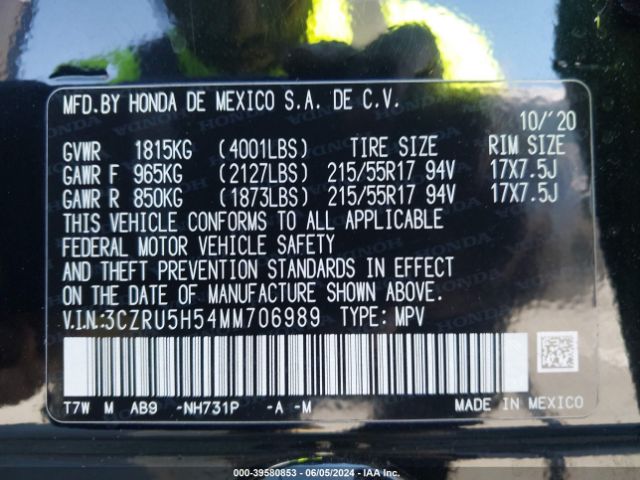 MFD.BY HONDA DE MEXICO S.A. DE C.V.
10/'20
GVWR 1815KG (4001LBS) TIRE SIZE RIM SIZE
GAWR F 965KG (2127LBS) 215/55R17 94V 17X7.5J
GAWR R 850KG (1873LBS) 215/55R17 94V 17X7.5J
THIS VEHICLE CONFORMS TO ALL APPLICABLE
FEDERAL MOTOR VEHICLE SAFETY
AND THEFT PREVENTION STANDARDS IN EFFECT
ON THE DATE OF MANUFACTURE SHOWN ABOVE.
V.I.N.:3CZRU5H54MM706989 TYPE: MPV
T7W M AB9 -NH731P -A -M MADE IN MEXICO
000-39580853 - 06/05/2024 - IAA Inc.